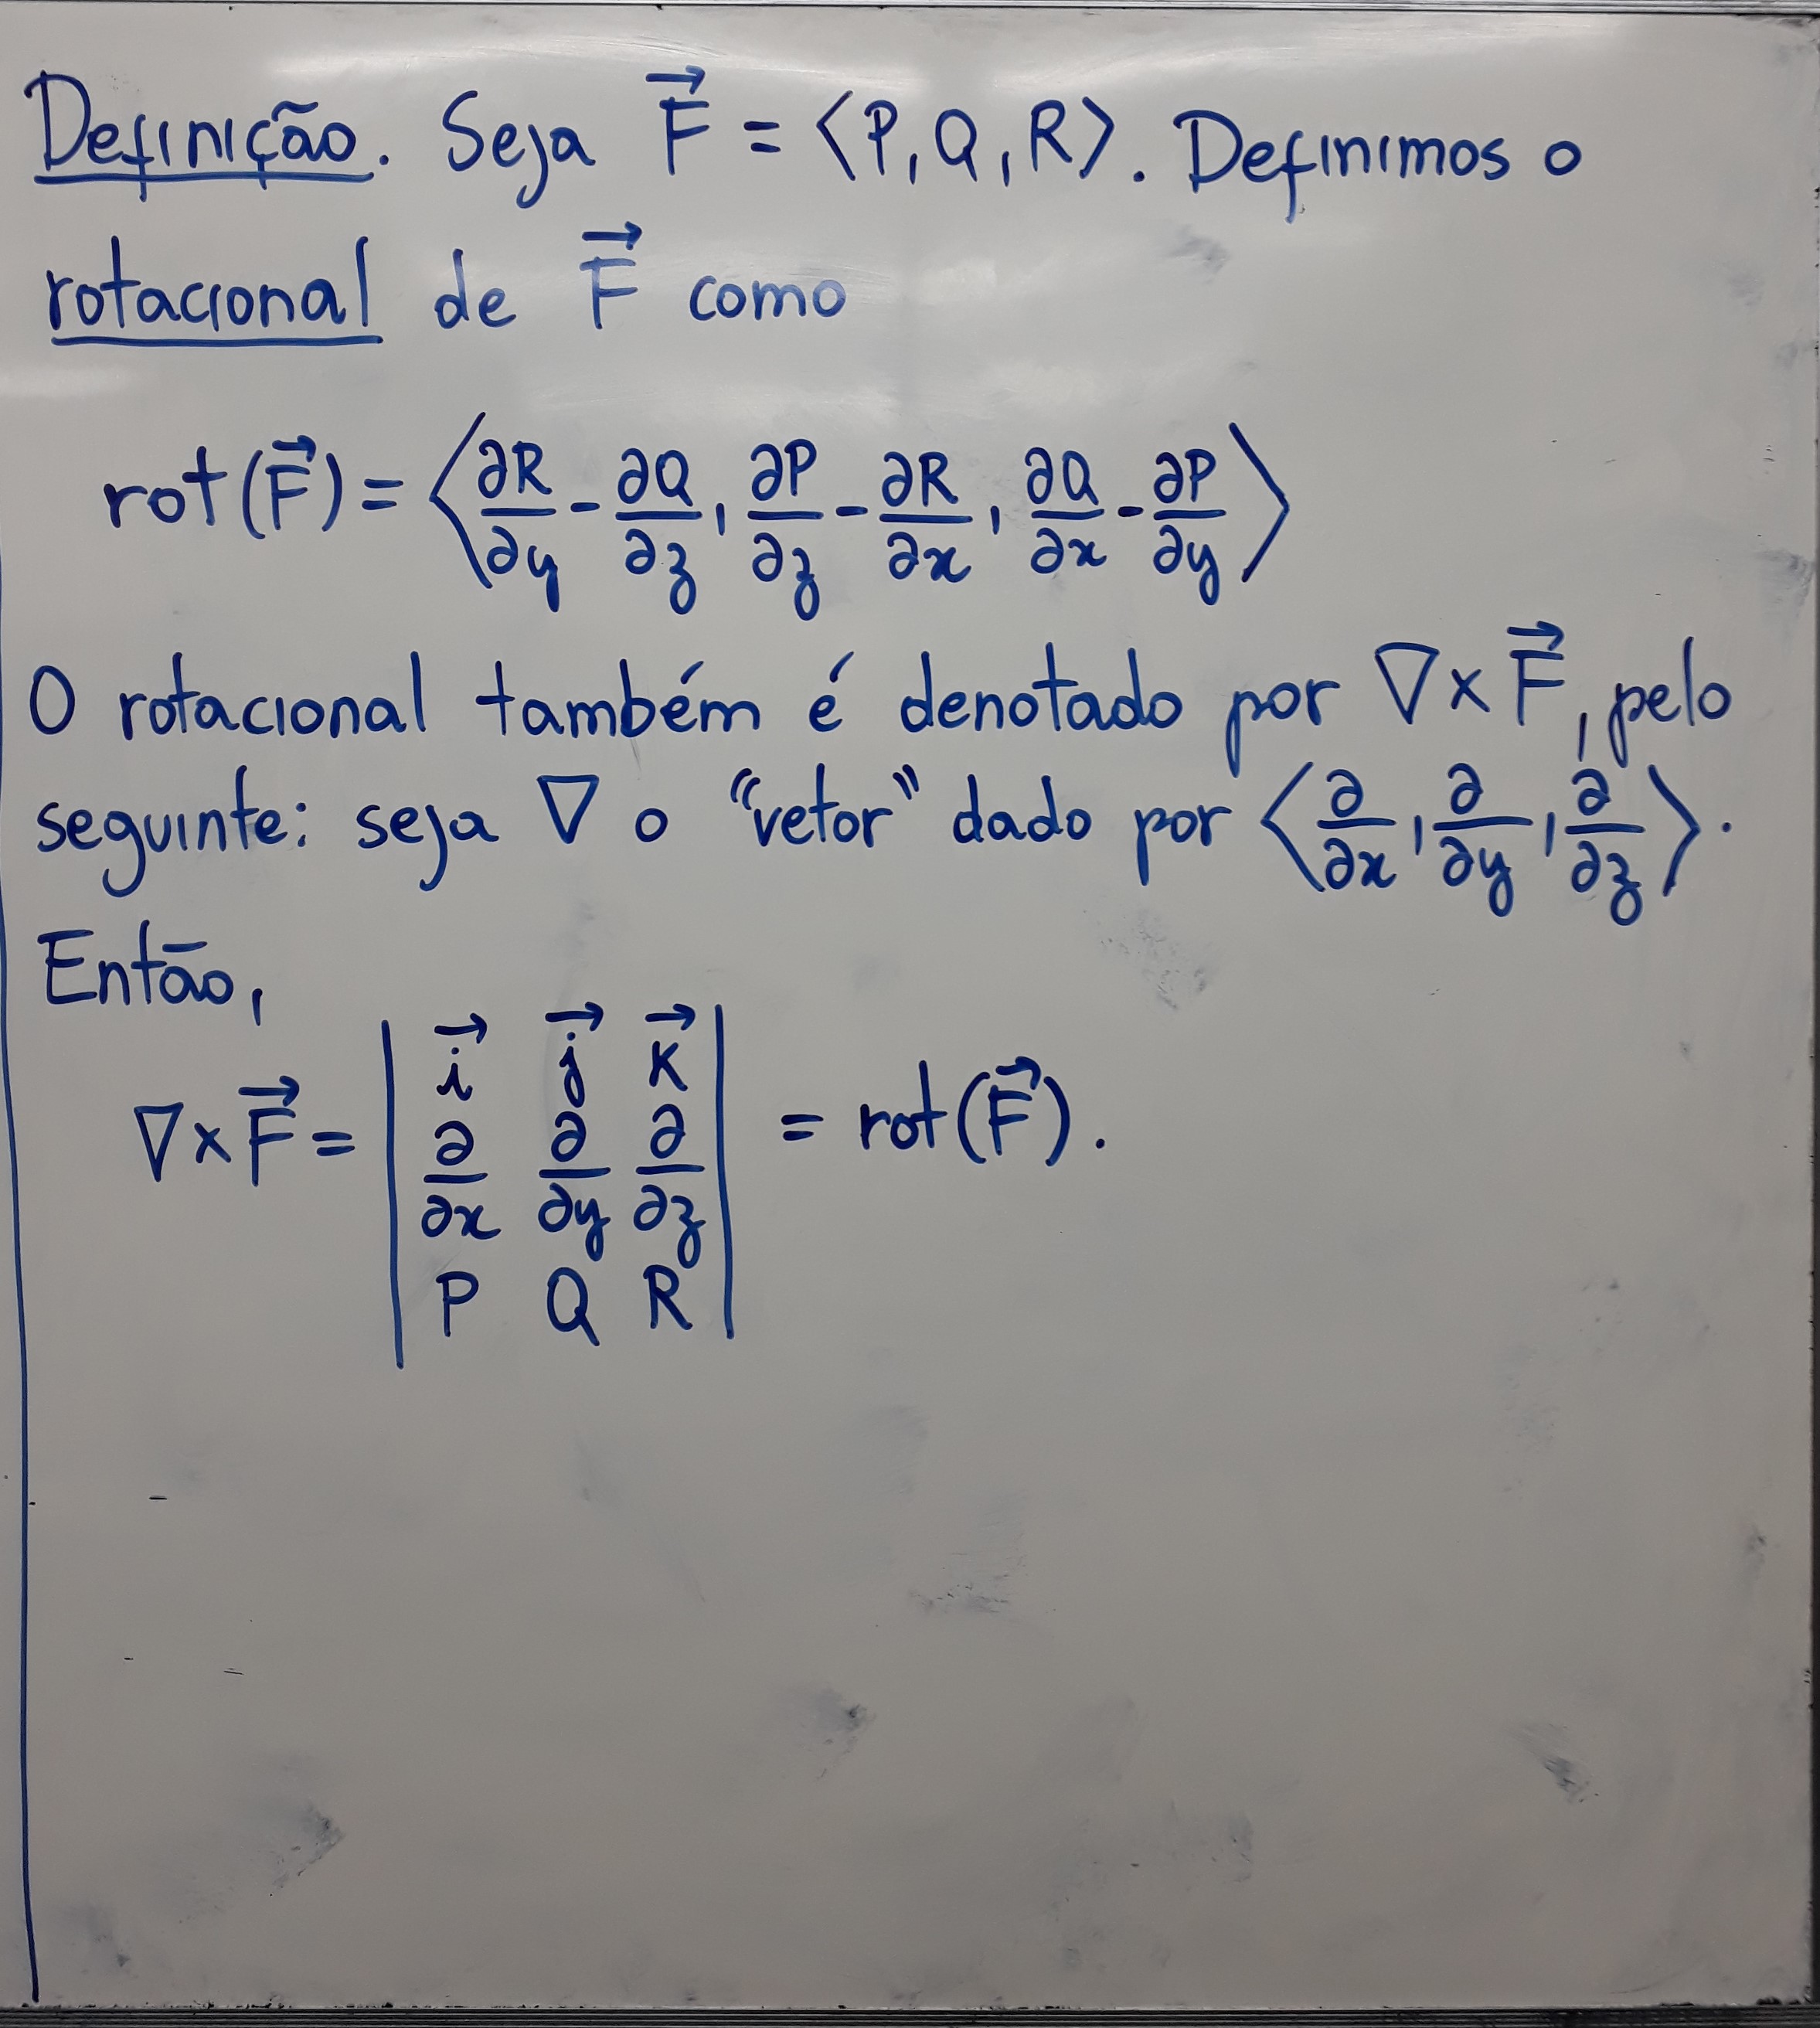 Definição. Seja $\vec{F} = \langle P, Q, R \rangle$. Definimos o
rotacional de $\vec{F}$ como
$\text{rot}(\vec{F}) = \left\langle \frac{\partial R}{\partial y} - \frac{\partial Q}{\partial z}, \frac{\partial P}{\partial z} - \frac{\partial R}{\partial x}, \frac{\partial Q}{\partial x} - \frac{\partial P}{\partial y} \right\rangle$
O rotacional também é denotado por $\nabla \times \vec{F}$, pelo
seguinte: seja $\nabla$ o "vetor" dado por $\left\langle \frac{\partial}{\partial x}, \frac{\partial}{\partial y}, \frac{\partial}{\partial z} \right\rangle$.
Então,
$\nabla \times \vec{F} = \begin{vmatrix} \vec{i} & \vec{j} & \vec{k} \\ \frac{\partial}{\partial x} & \frac{\partial}{\partial y} & \frac{\partial}{\partial z} \\ P & Q & R \end{vmatrix} = \text{rot}(\vec{F})$.